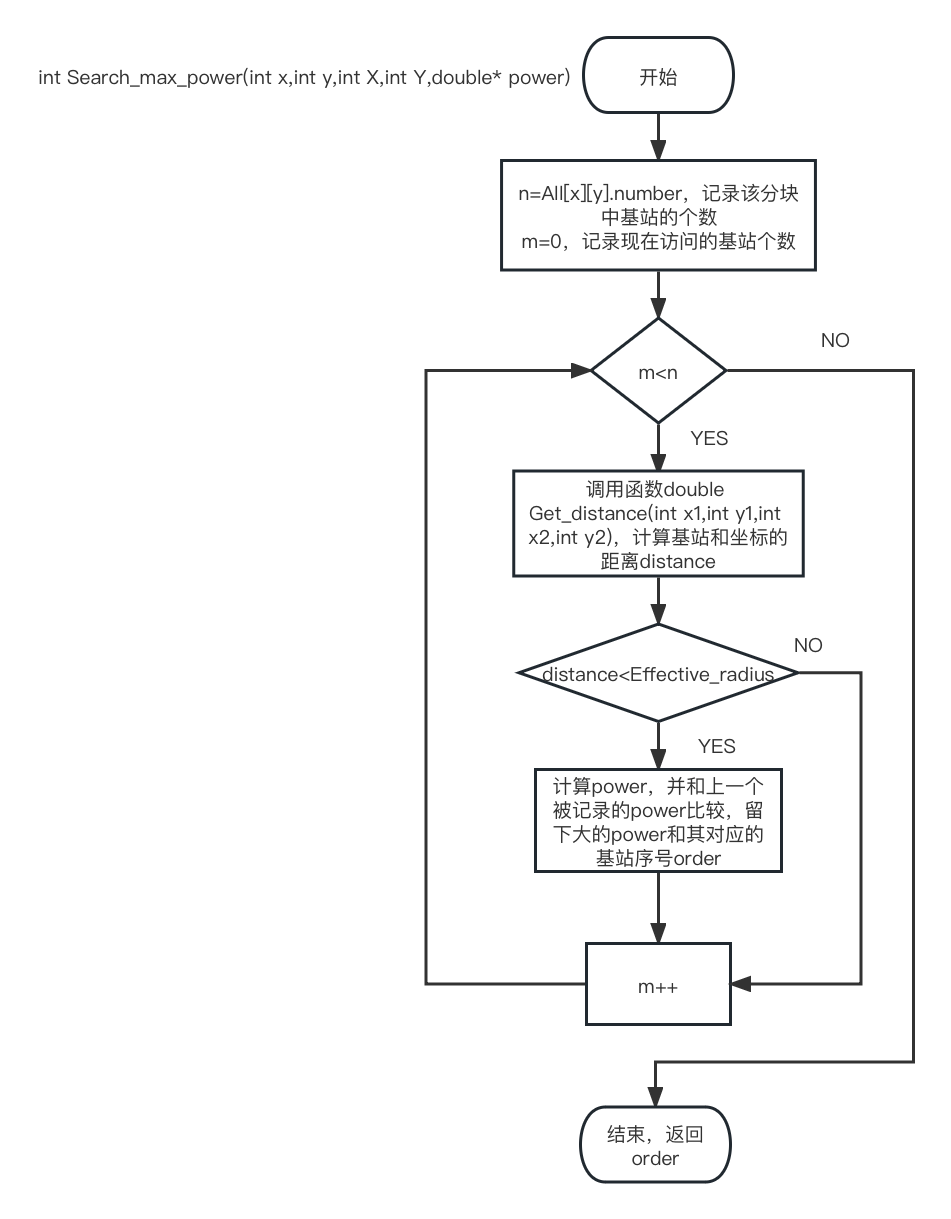 int Search_max_power(int x,int y,int X,int Y,double* power)
开始
n=All[x][y].number，记录该分块
中基站的个数
m=0，记录现在访问的基站个数
NO
m<n
YES
调用函数double
Get_distance(int x1,int y1,int
x2,int y2)，计算基站和坐标的
距离distance
NO
distance<Effective_radius
YES
计算power，并和上一个
被记录的power比较，留
下大的power和其对应的
基站序号order
m++
结束，返回
order